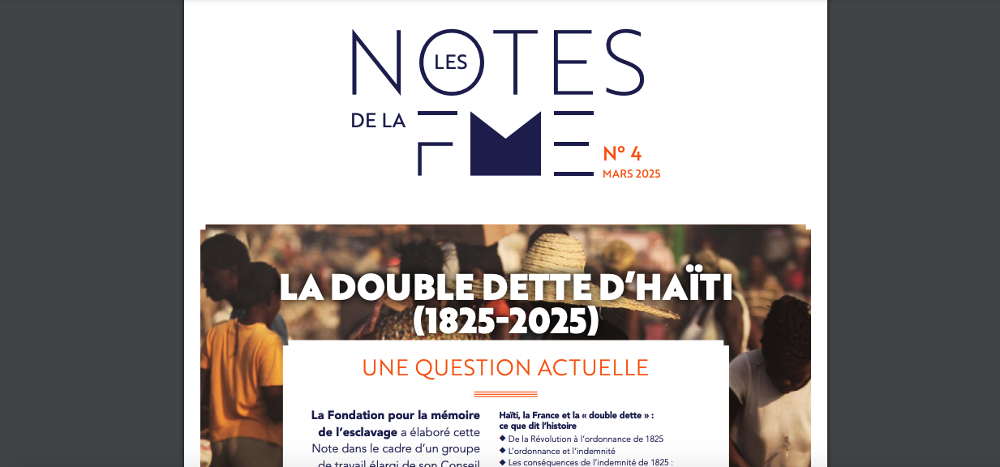 NOTES
LES
DE LA FME
N° 4
MARS 2025
LA DOUBLE DETTE D’HAÏTI
(1825-2025)
UNE QUESTION ACTUELLE
La Fondation pour la mémoire
de l’esclavage a élaboré cette
Note dans le cadre d’un groupe
de travail élargi de son Conseil
Haïti, la France et la « double dette » :
ce que dit l’histoire
◆ De la Révolution à l’ordonnance de 1825
◆ L’ordonnance et l’indemnité
◆ Les conséquences de l’indemnité de 1825 :